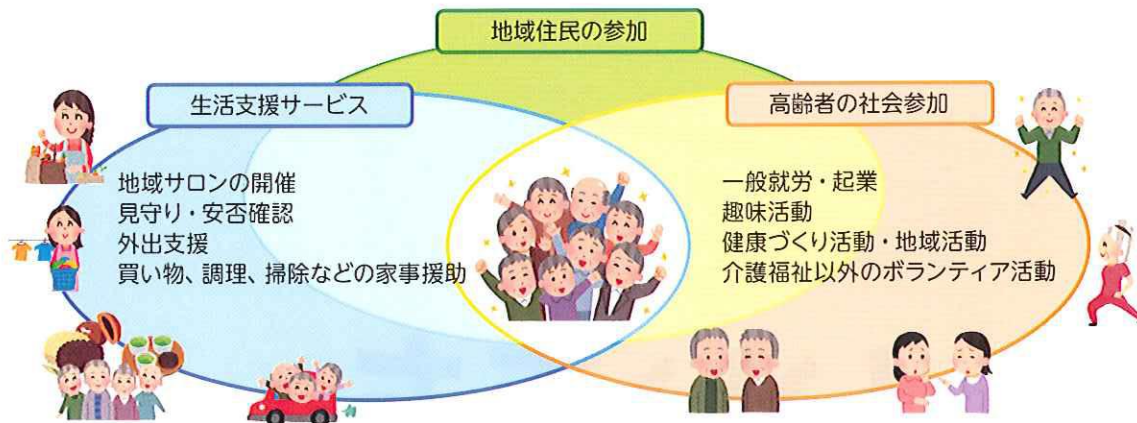 地域住民の参加
生活支援サービス
高齢者の社会参加
地域サロンの開催
見守り・安否確認
外出支援
買い物、調理、掃除などの家事援助
一般就労・起業
趣味活動
健康づくり活動・地域活動
介護福祉以外のボランティア活動